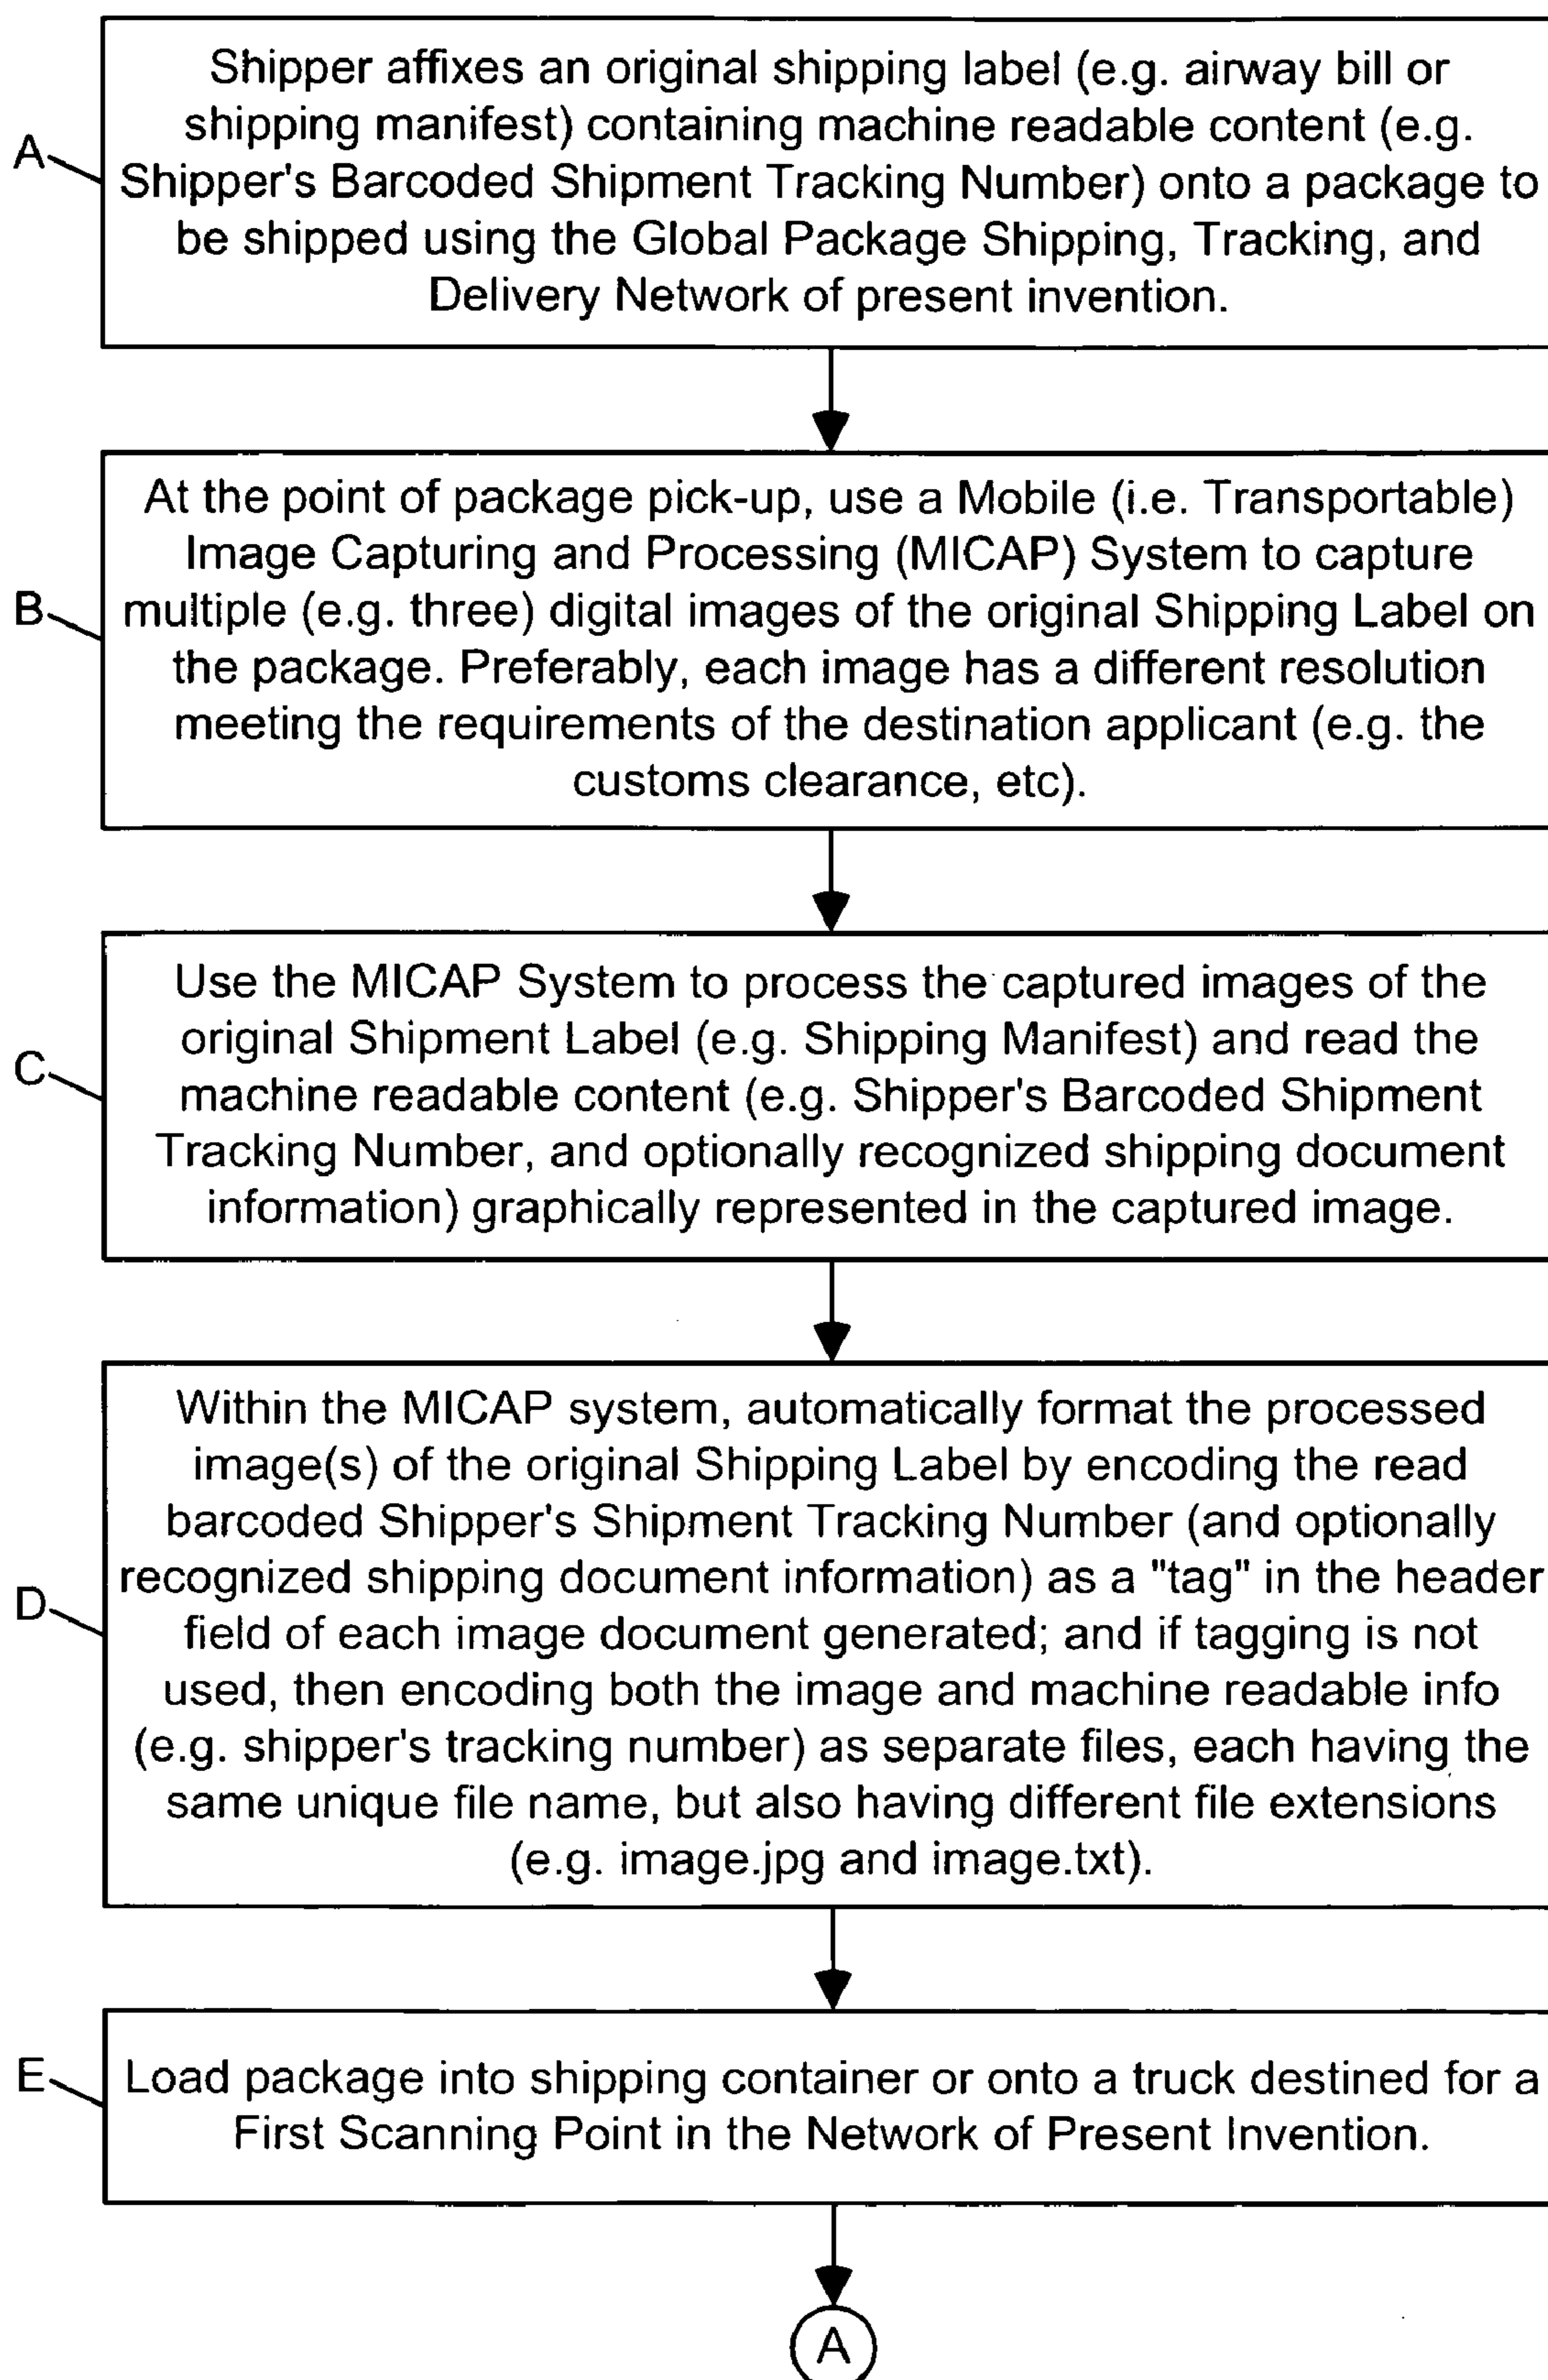 Shipper affixes an original shipping label (e.g. airway bill or
shipping manifest) containing machine readable content (e.g.
A
Shipper's Barcoded Shipment Tracking Number) onto a package to
be shipped using the Global Package Shipping, Tracking, and
Delivery Network of present invention.
At the point of package pick-up, use a Mobile (i.e. Transportable)
Image Capturing and Processing (MICAP) System to capture
B
multiple (e.g. three) digital images of the original Shipping Label on
the package. Preferably, each image has a different resolution
meeting the requirements of the destination applicant (e.g. the
customs clearance, etc).
Use the MICAP System to process the captured images of the
original Shipment Label (e.g. Shipping Manifest) and read the
C
machine readable content (e.g. Shipper's Barcoded Shipment
Tracking Number, and optionally recognized shipping document
information) graphically represented in the captured image.
Within the MICAP system, automatically format the processed
image(s) of the original Shipping Label by encoding the read
barcoded Shipper's Shipment Tracking Number (and optionally
recognized shipping document information) as a "tag" in the header
D
field of each image document generated; and if tagging is not
used, then encoding both the image and machine readable info
(e.g. shipper's tracking number) as separate files, each having the
same unique file name, but also having different file extensions
(e.g. image.jpg and image.txt).
E
Load package into shipping container or onto a truck destined for a
First Scanning Point in the Network of Present Invention.
A